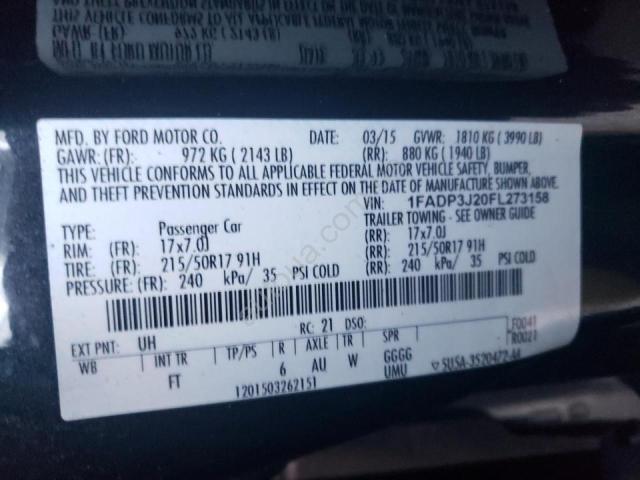 MFD. BY FORD MOTOR CO. DATE: 03/15 GVWR: 1810 KG ( 3990 LB)
GAWR: (FR): 972 KG ( 2143 LB) (RR): 880 KG ( 1940 LB)
THIS VEHICLE CONFORMS TO ALL APPLICABLE FEDERAL MOTOR VEHICLE SAFETY, BUMPER,
AND THEFT PREVENTION STANDARDS IN EFFECT ON THE DATE OF MANUFACTURE SHOWN ABOVE.
VIN: 1FADP3J20FL273158
TYPE: Passenger Car TRAILER TOWING - SEE OWNER GUIDE
RIM: (FR): 17x7.0J (RR): 17x7.0J
TIRE: (FR): 215/50R17 91H (RR): 215/50R17 91H
PRESSURE: (FR): 240 kPa/ 35 PSI COLD (RR): 240 kPa/ 35 PSI COLD
EXT PNT: UH RC: 21 DSO: F0041
WB INT TR TP/PS R AXLE TR SPR R0021
FT 6 AU W GGGG
UMU
1201503262151